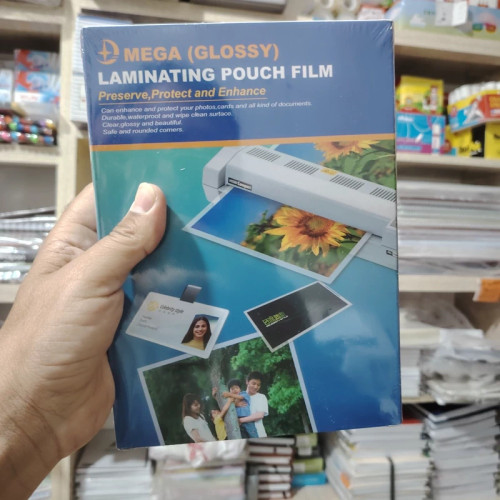 MEGA (GLOSSY)
LAMINATING POUCH FILM
Preserve,Protect and Enhance
Can enhance and protect your photos,cards and all kind of documents.
Durable,waterproof and wipe clean surface.
Clear,glossy and beautiful.
Safe and rounded corners.